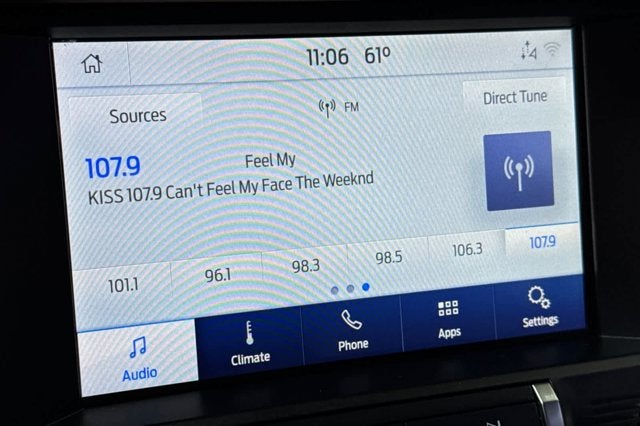 11:06 61°
Sources
FM
Direct Tune
107.9
Feel My
KISS 107.9 Can't Feel My Face The Weeknd
101.1 96.1 98.3 98.5 106.3 107.9
Audio Climate Phone Apps Settings